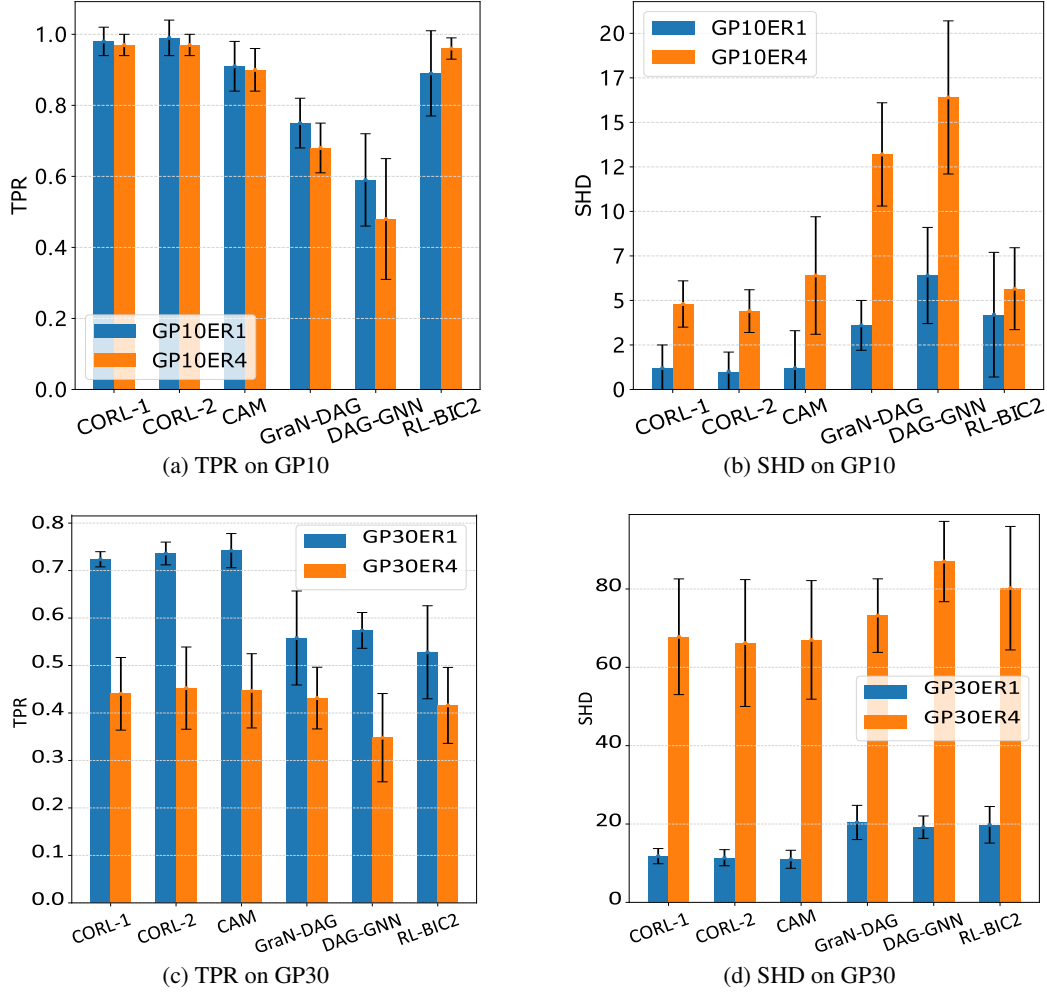 1.0
0.8
0.6
0.4
0.2
0.0
TPR
GP10ER1
GP10ER4
CORL-1
CORL-2
CAM
GraN-DAG
DAG-GNN
RL-BIC2
(a) TPR on GP10
20
17
15
12
10
7
5
2
0
SHD
GP10ER1
GP10ER4
CORL-1
CORL-2
CAM
GraN-DAG
DAG-GNN
RL-BIC2
(b) SHD on GP10
0.8
0.7
0.6
0.5
0.4
0.3
0.2
0.1
0.0
TPR
GP30ER1
GP30ER4
CORL-1
CORL-2
CAM
GraN-DAG
DAG-GNN
RL-BIC2
(c) TPR on GP30
80
60
40
20
0
SHD
GP30ER1
GP30ER4
CORL-1
CORL-2
CAM
GraN-DAG
DAG-GNN
RL-BIC2
(d) SHD on GP30